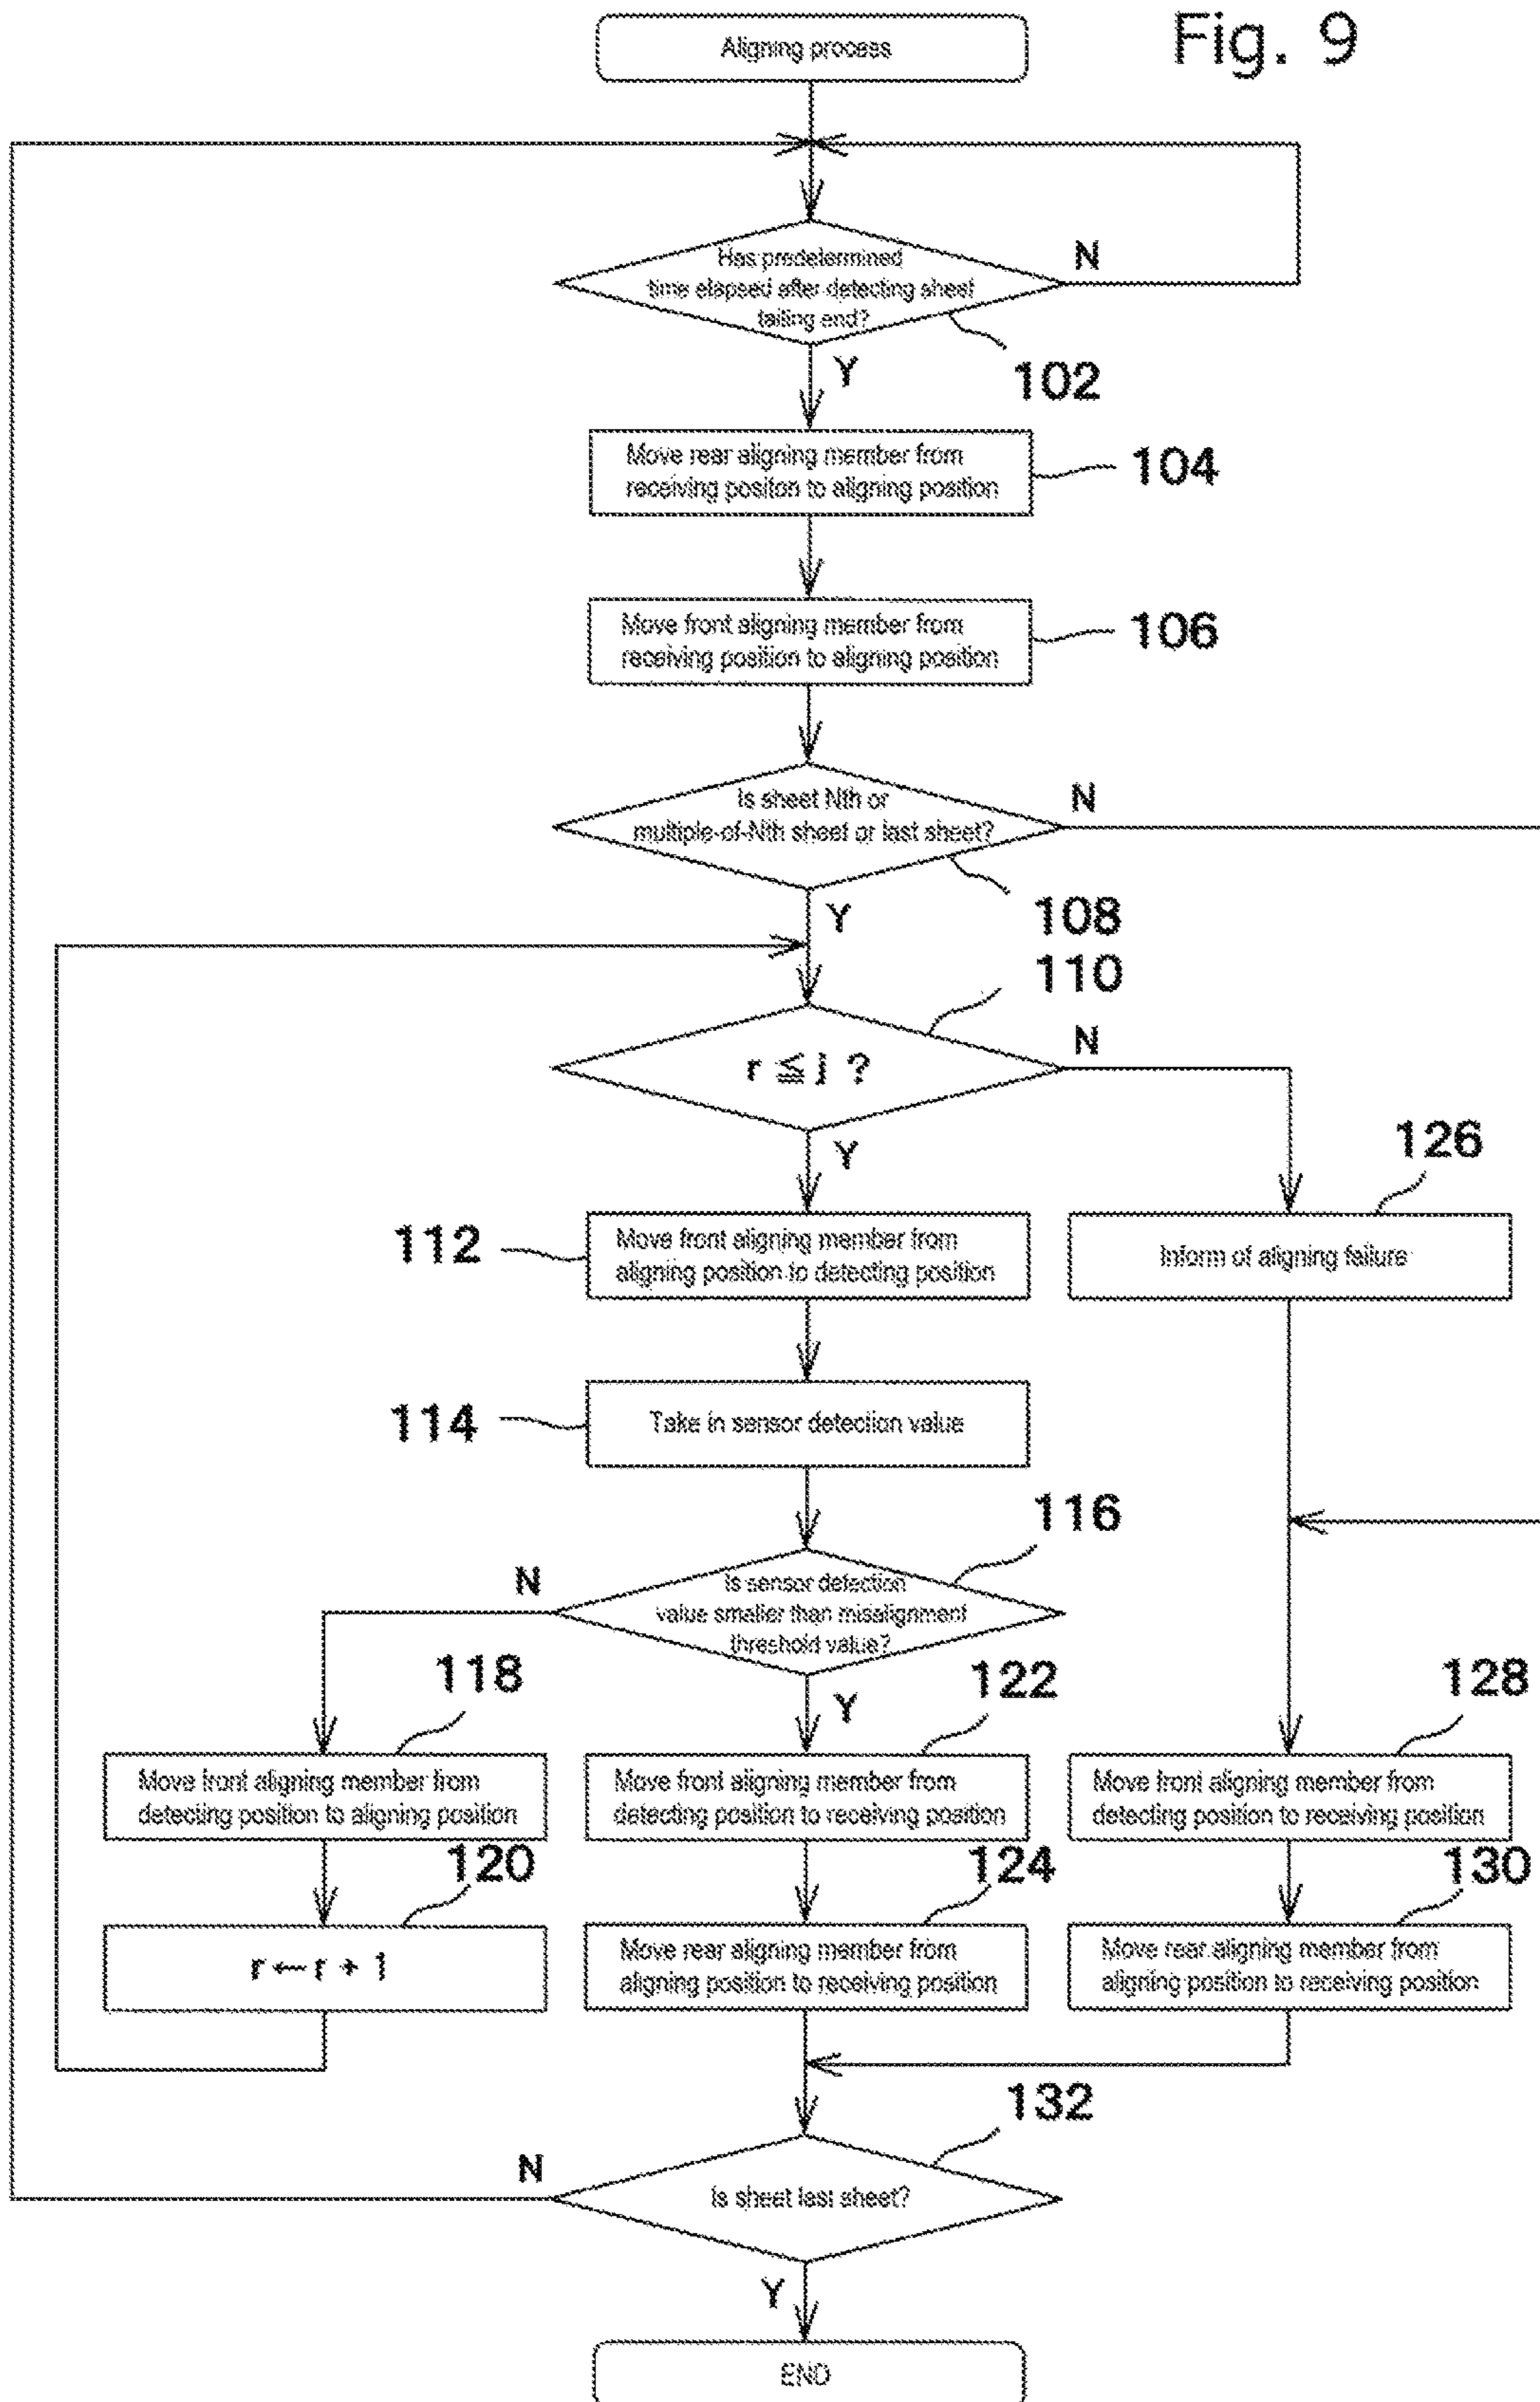 Fig. 9
Aligning process
Has predetermined
time elapsed after detecting sheet
tailing end?
N
Y
102
Move rear aligning member from
receiving positon to aligning position
104
Move front aligning member from
receiving position to aligning position
106
Is sheet Nth or
multiple-of-Nth sheet or last sheet?
N
Y
108
110
r ≦ j ?
N
Y
126
112
Move front aligning member from
aligning position to detecting position
Inform of aligning failure
114
Take in sensor detection value
116
N
Is sensor detection
value smaller than misalignment
threshold value?
Y
118
122
128
Move front aligning member from
detecting position to aligning position
Move front aligning member from
detecting position to receiving position
Move front aligning member from
detecting position to receiving position
120
124
130
r ← r + 1
Move rear aligning member from
aligning position to receiving position
Move rear aligning member from
aligning position to receiving position
132
N
Is sheet last sheet?
Y
END